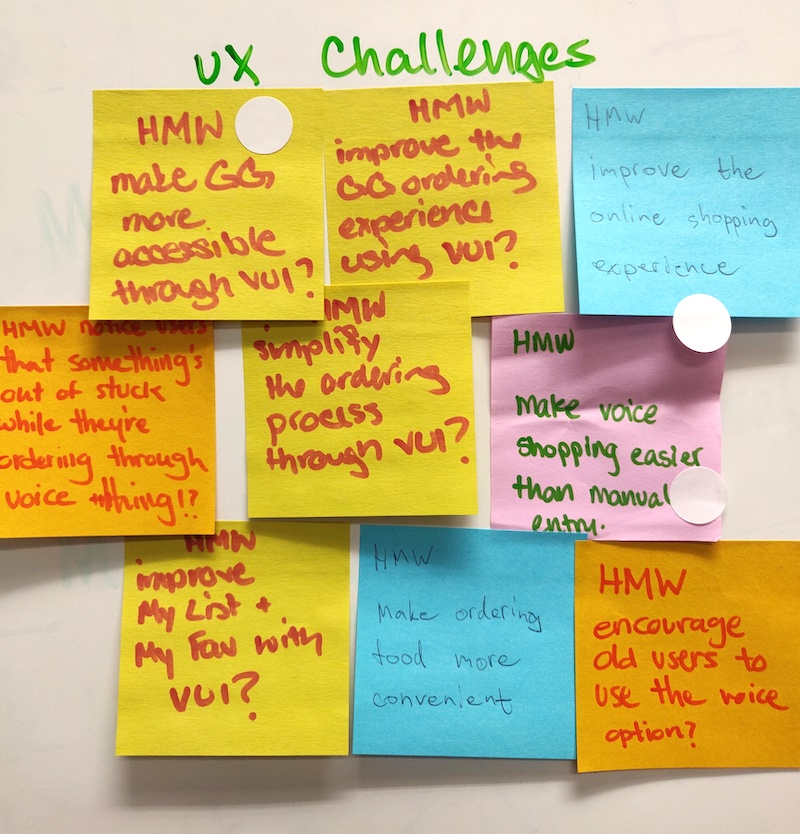 UX Challenges
HMW
make GG
more
accessible
through VUI?
HMW
improve the
GG ordering
experience
using VUI?
HMW
improve the
online shopping
experience
HMW notice users
that something's
out of stuck
while they're
ordering through
voice thing!?
HMW
simplify
the ordering
process
through VUI?
HMW
Make voice
shopping easier
than manual
entry.
HMW
improve
My List +
My Fav with
VUI?
HMW
Make ordering
food more
convenient
HMW
encourage
old users to
use the voice
option?